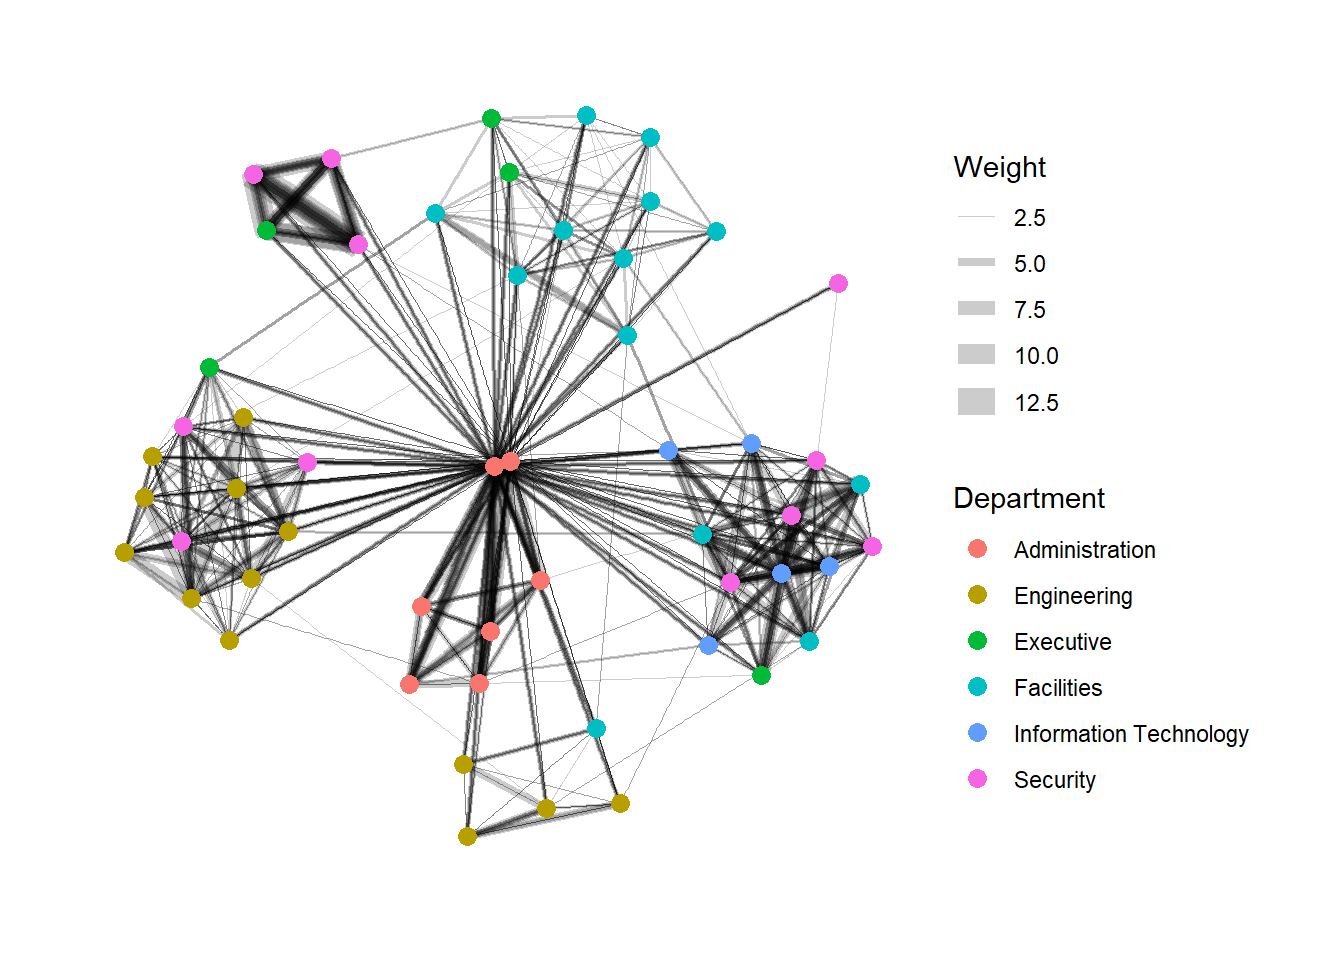 Weight
2.5
5.0
7.5
10.0
12.5
Department
Administration
Engineering
Executive
Facilities
Information Technology
Security